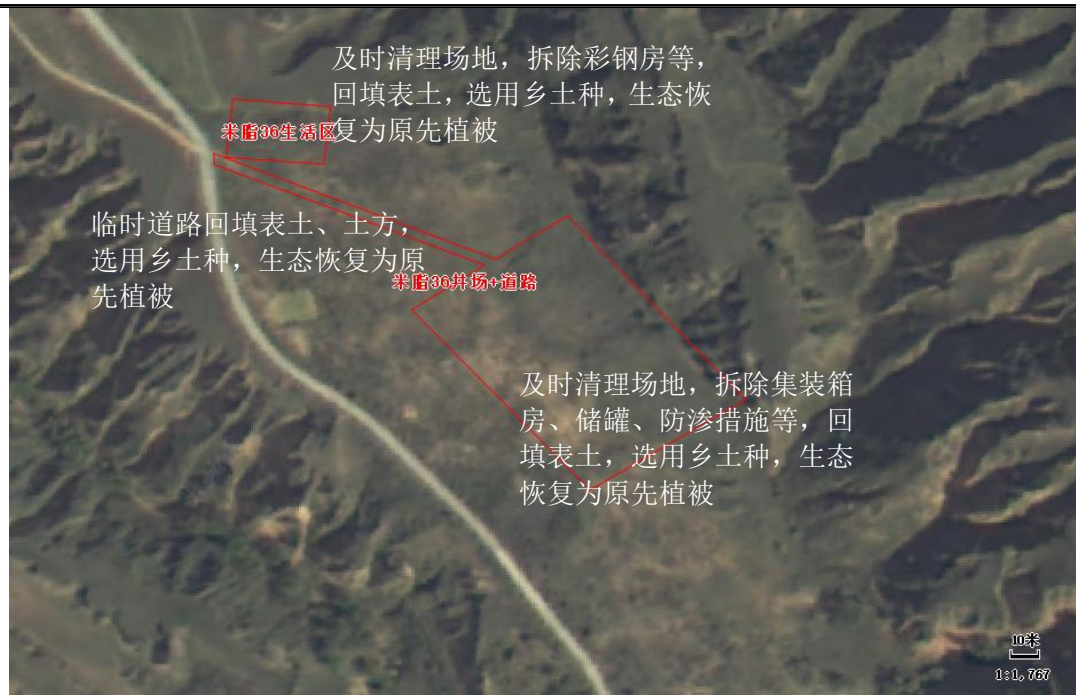 及时清理场地，拆除彩钢房等，
回填表土，选用乡土种，生态恢
复为原先植被
米脂36生活区
临时道路回填表土、土方，
选用乡土种，生态恢复为原
先植被
米脂36井场+道路
及时清理场地，拆除集装箱
房、储罐、防渗措施等，回
填表土，选用乡土种，生态
恢复为原先植被
10米
1:1,767